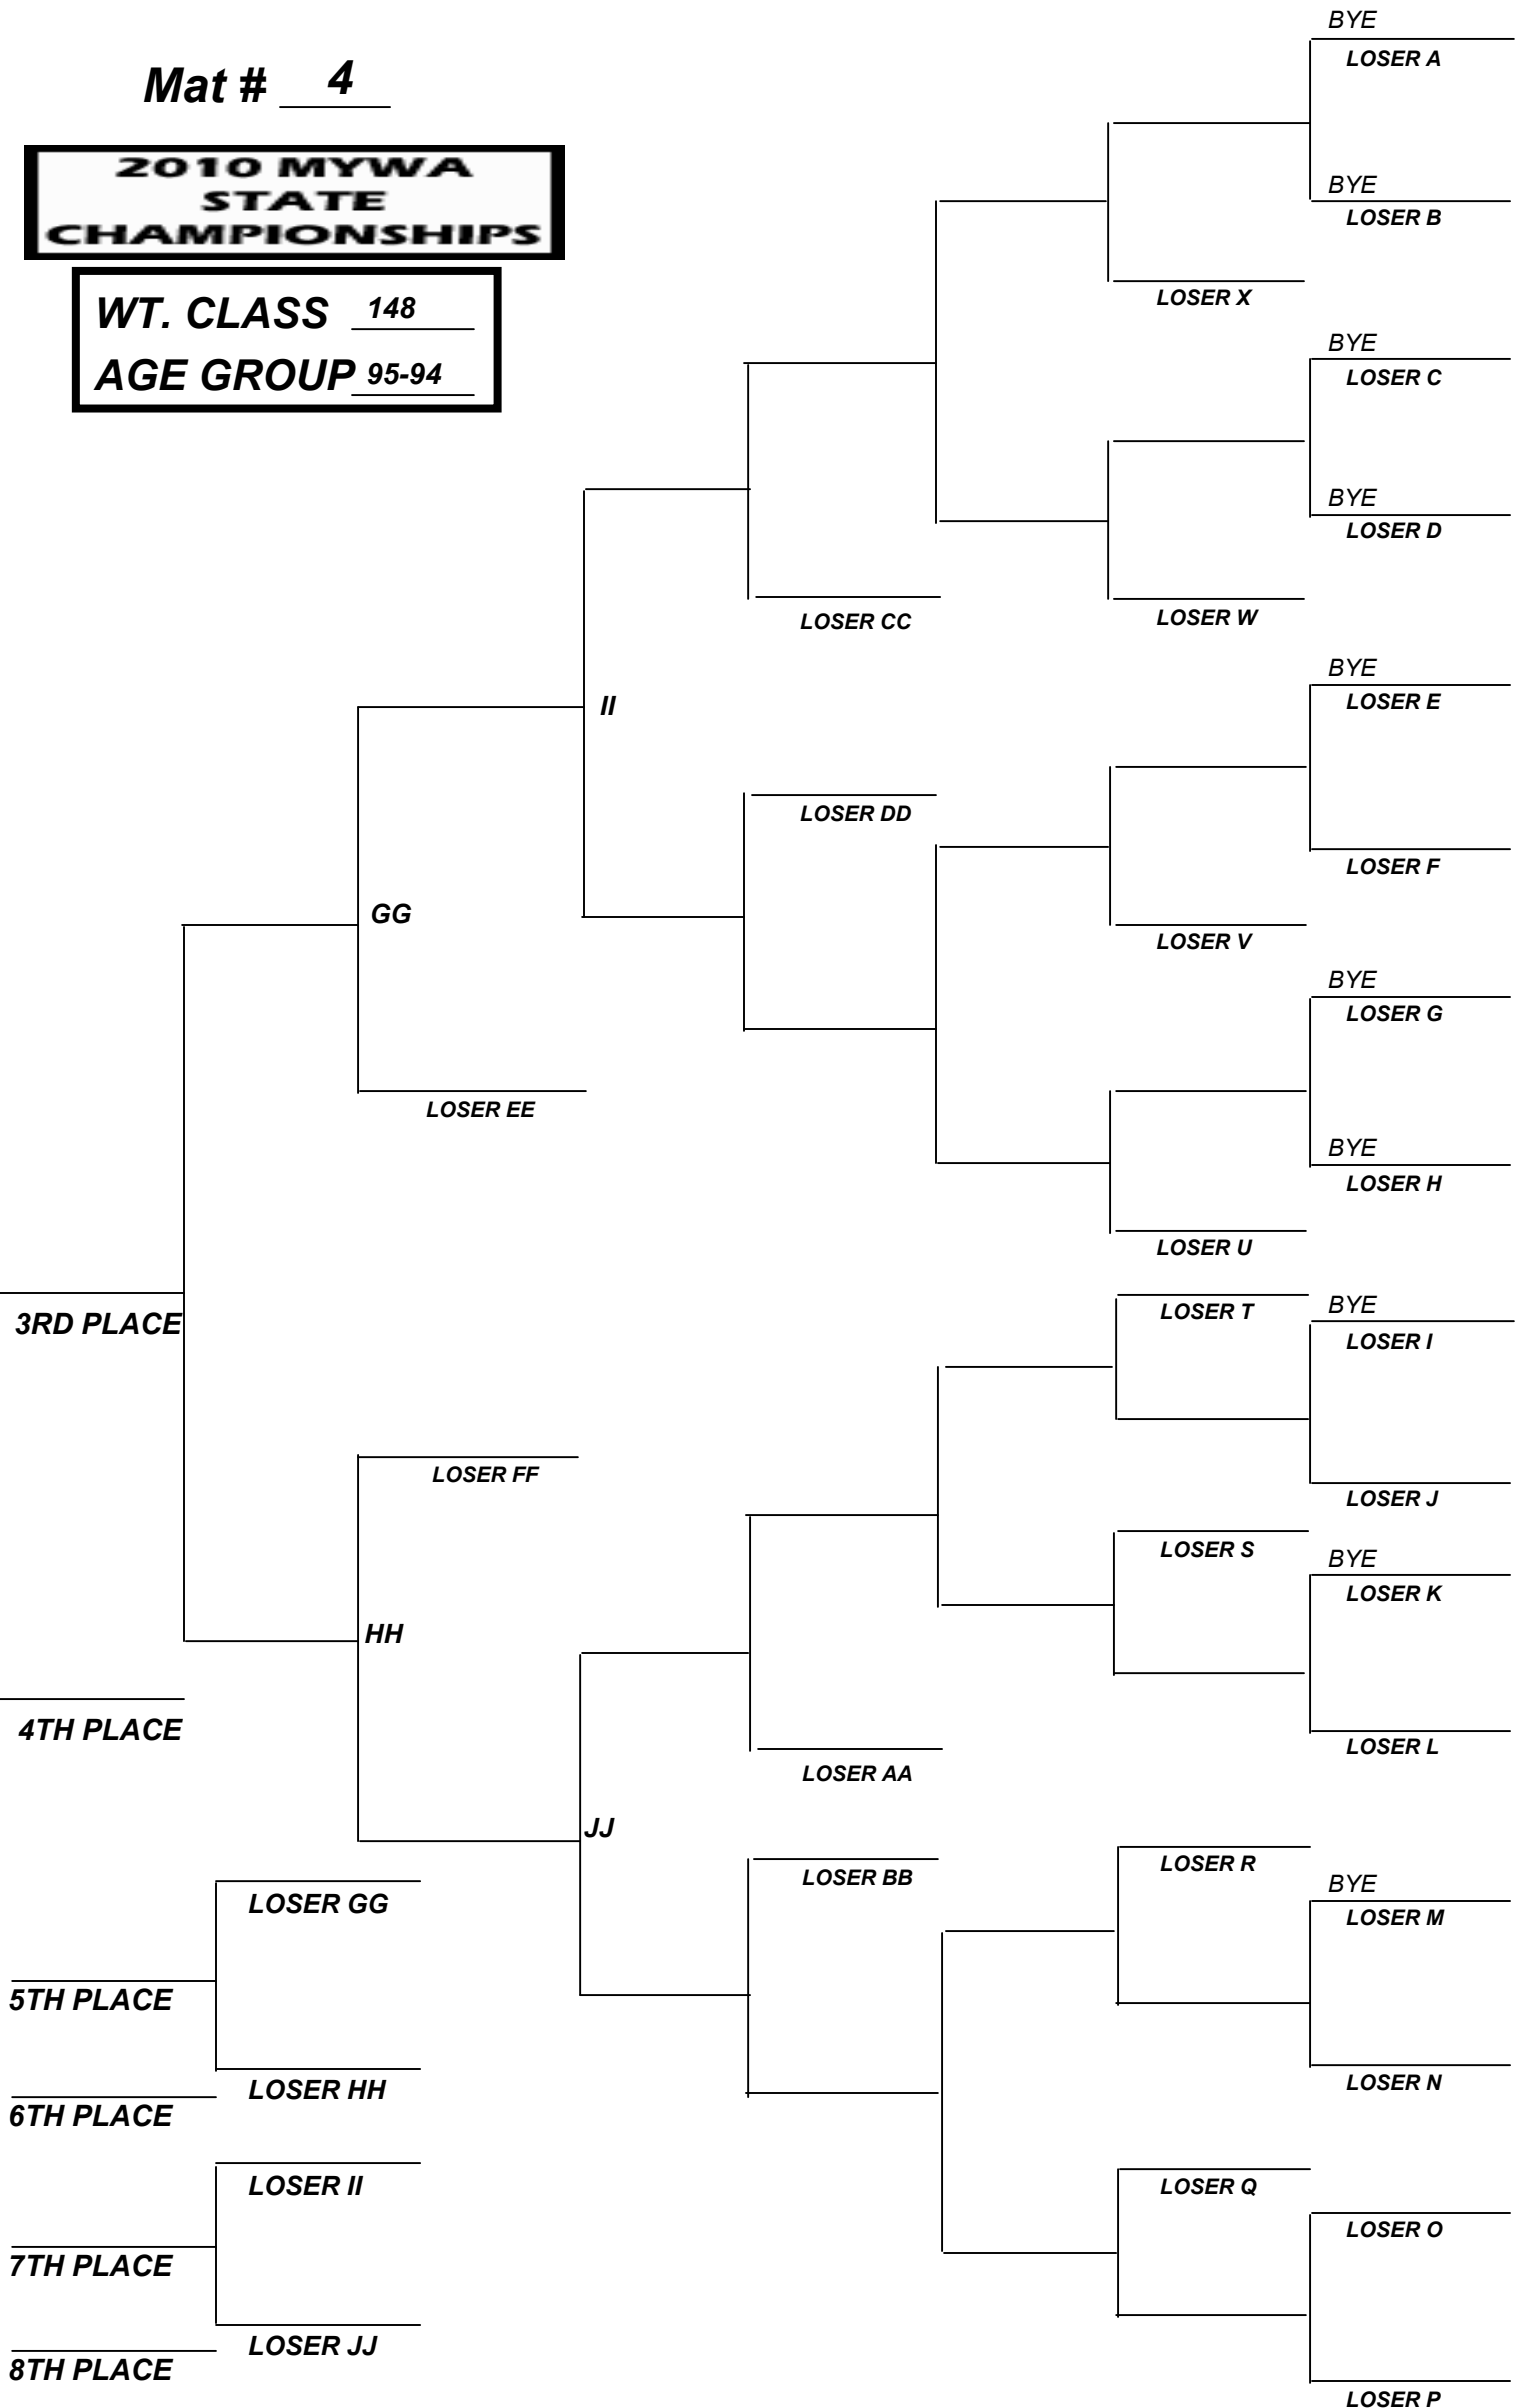 Mat # 4
2010 MYWA
STATE
CHAMPIONSHIPS
WT. CLASS 148
AGE GROUP 95-94
BYE
LOSER A
BYE
LOSER B
LOSER X
BYE
LOSER C
BYE
LOSER D
LOSER CC
LOSER W
BYE
LOSER E
II
LOSER DD
LOSER F
GG
LOSER V
BYE
LOSER G
LOSER EE
BYE
LOSER H
LOSER U
LOSER T
BYE
3RD PLACE
LOSER I
LOSER FF
LOSER J
LOSER S
BYE
LOSER K
HH
4TH PLACE
LOSER AA
LOSER L
JJ
LOSER BB
LOSER R
BYE
LOSER GG
LOSER M
5TH PLACE
LOSER HH
LOSER N
6TH PLACE
LOSER II
LOSER Q
LOSER O
7TH PLACE
LOSER JJ
8TH PLACE
LOSER P